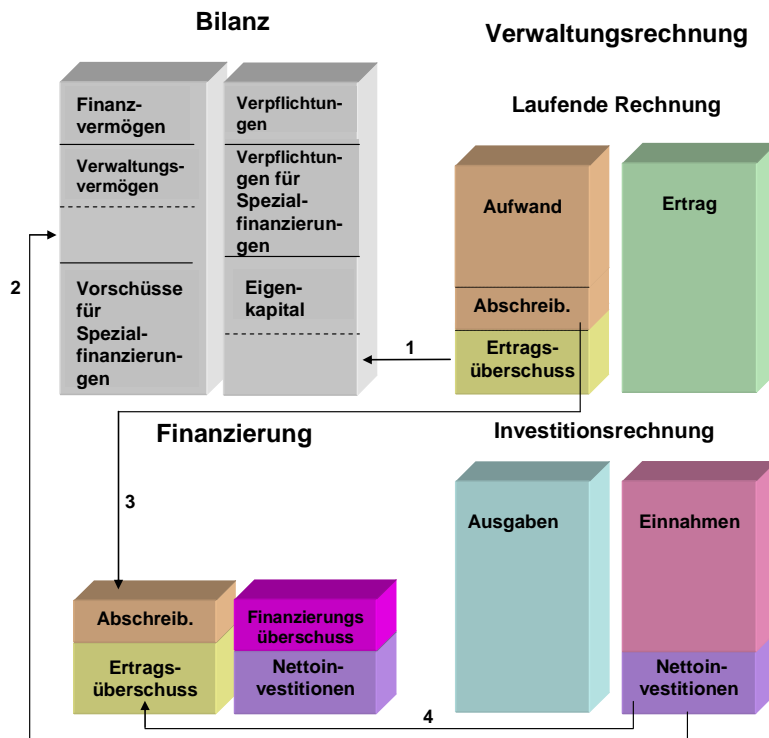 Bilanz
Finanz-
vermögen
Verwaltungs-
vermögen
Vorschüsse
für
Spezial-
finanzierun-
gen
Verpflichtun-
gen
Verpflichtun-
gen für
Spezial-
finanzierun-
gen
Eigen-
kapital
Verwaltungsrechnung
Laufende Rechnung
Aufwand
Abschreib.
Ertrags-
überschuss
Ertrag
1
2
Finanzierung
3
Abschreib.
Ertrags-
überschuss
Finanzierungs
überschuss
Nettoin-
vestitionen
Investitionsrechnung
Ausgaben
Einnahmen
Nettoin-
vestitionen
4